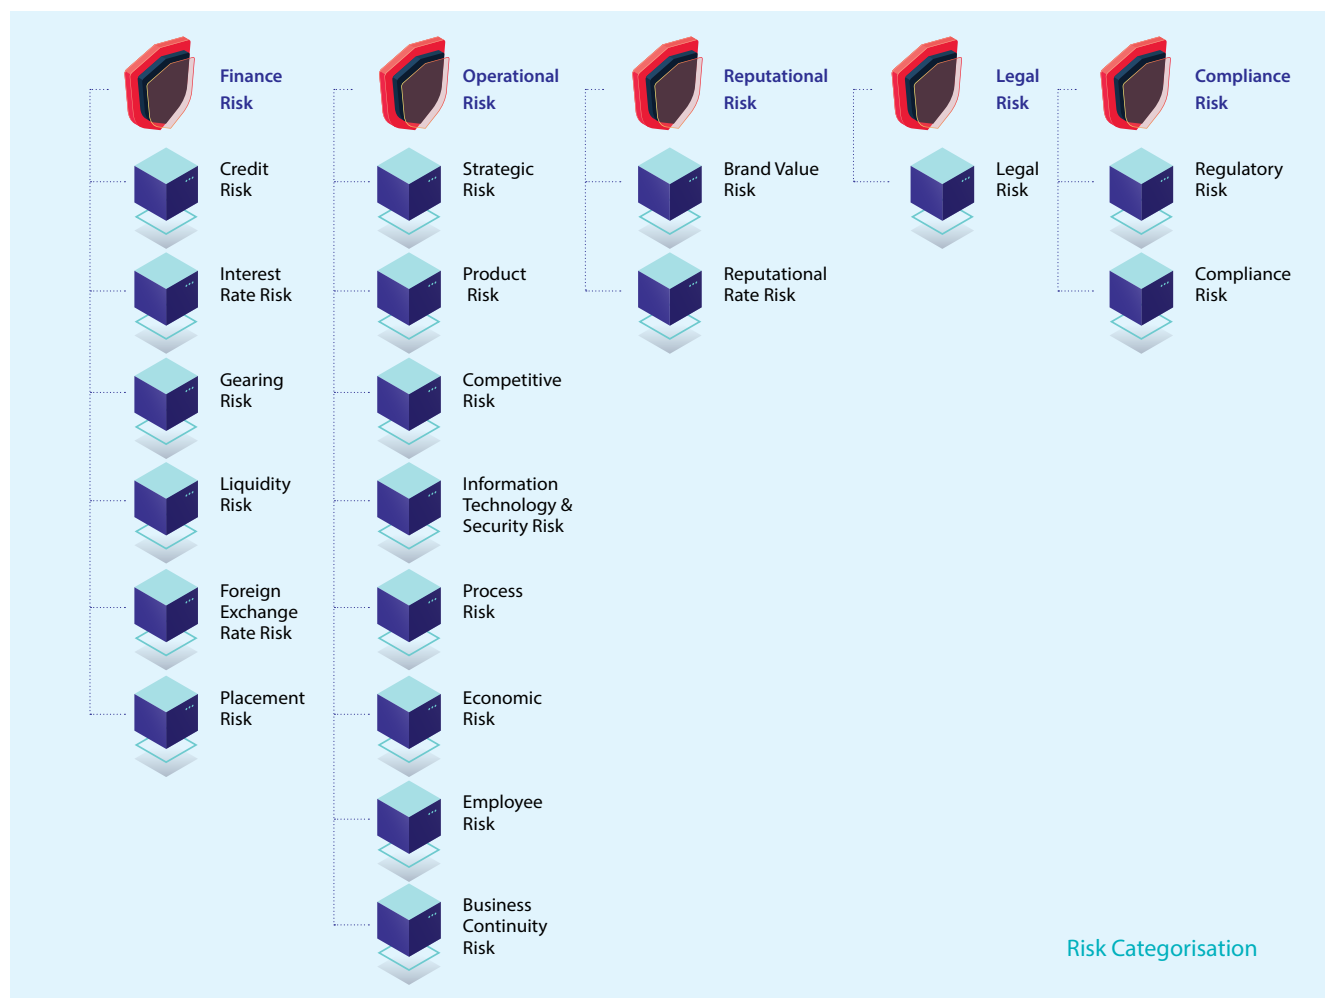 Finance
Risk
Credit
Risk
Interest
Rate Risk
Gearing
Risk
Liquidity
Risk
Foreign
Exchange
Rate Risk
Placement
Risk
Operational
Risk
Strategic
Risk
Product
Risk
Competitive
Risk
Information
Technology &
Security Risk
Process
Risk
Economic
Risk
Employee
Risk
Business
Continuity
Risk
Reputational
Risk
Brand Value
Risk
Reputational
Rate Risk
Legal
Risk
Legal
Risk
Compliance
Risk
Regulatory
Risk
Compliance
Risk
Risk Categorisation